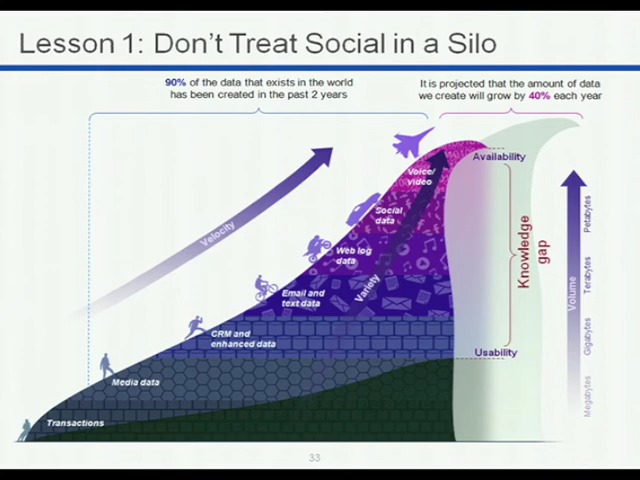 Lesson 1: Don't Treat Social in a Silo
90% of the data that exists in the world
has been created in the past 2 years
It is projected that the amount of data
we create will grow by 40% each year
Availability
Voice/
video
Velocity
Social
data
Web log
data
Variety
Email and
text data
CRM and
enhanced data
Media data
Transactions
Usability
Knowledge
gap
Volume
Petabytes
Terabytes
Gigabytes
Megabytes
33